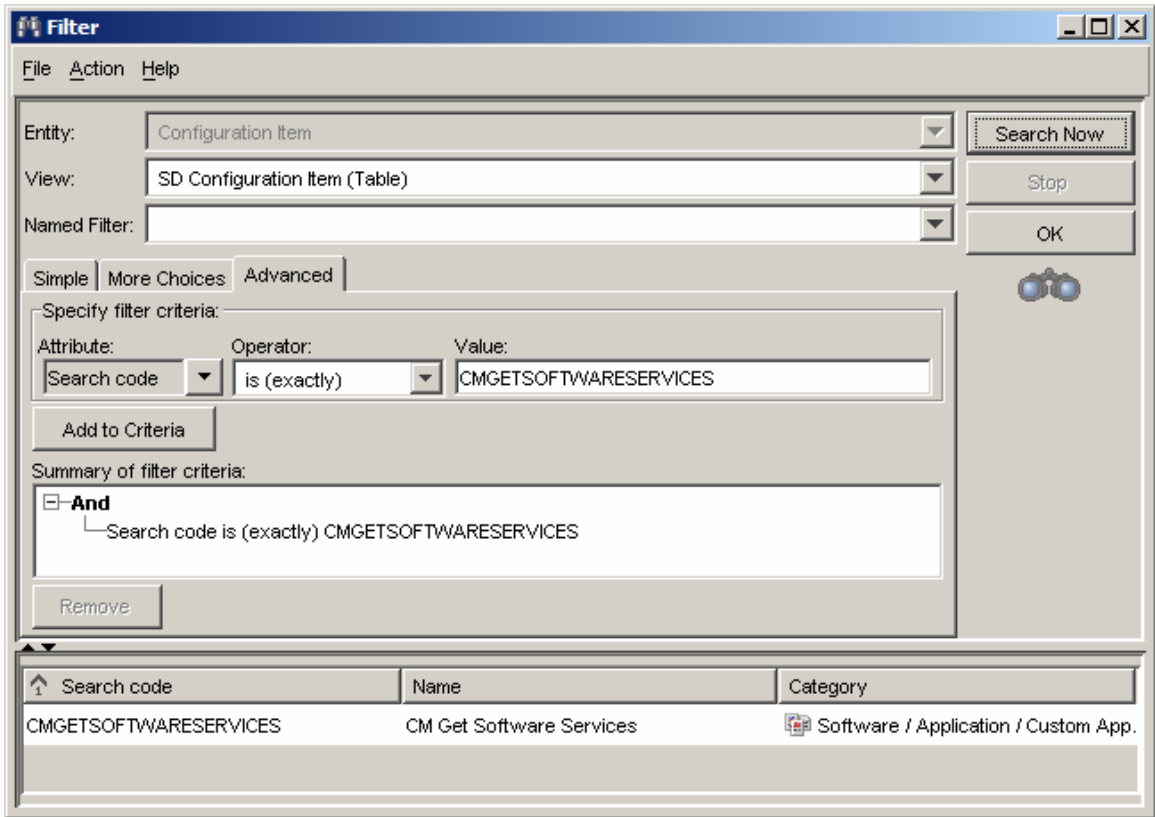 Filter
File Action Help
Entity: Configuration Item
Search Now
View: SD Configuration Item (Table)
Stop
Named Filter:
OK
Simple More Choices Advanced
Specify filter criteria:
Attribute: Operator: Value:
Search code is (exactly) CMGETSOFTWARESERVICES
Add to Criteria
Summary of filter criteria:
And
Search code is (exactly) CMGETSOFTWARESERVICES
Remove
1 Search code Name Category
CMGETSOFTWARESERVICES CM Get Software Services Software / Application / Custom App.